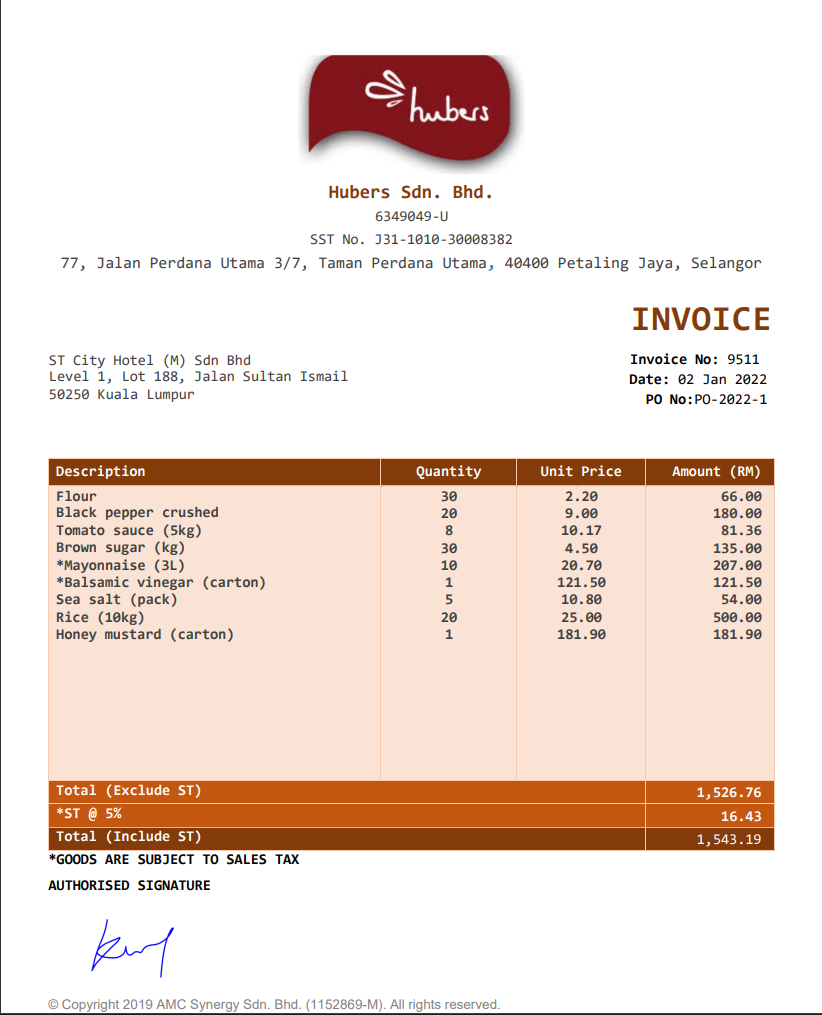 hubers
Hubers Sdn. Bhd.
6349049-U
SST No. J31-1010-30008382
77, Jalan Perdana Utama 3/7, Taman Perdana Utama, 40400 Petaling Jaya, Selangor
INVOICE
ST City Hotel (M) Sdn Bhd
Level 1, Lot 188, Jalan Sultan Ismail
50250 Kuala Lumpur
Invoice No: 9511
Date: 02 Jan 2022
PO No:PO-2022-1
Description Quantity Unit Price Amount (RM)
Flour 30 2.20 66.00
Black pepper crushed 20 9.00 180.00
Tomato sauce (5kg) 8 10.17 81.36
Brown sugar (kg) 30 4.50 135.00
*Mayonnaise (3L) 10 20.70 207.00
*Balsamic vinegar (carton) 1 121.50 121.50
Sea salt (pack) 5 10.80 54.00
Rice (10kg) 20 25.00 500.00
Honey mustard (carton) 1 181.90 181.90
Total (Exclude ST) 1,526.76
*ST @ 5% 16.43
Total (Include ST) 1,543.19
*GOODS ARE SUBJECT TO SALES TAX
AUTHORISED SIGNATURE
© Copyright 2019 AMC Synergy Sdn. Bhd. (1152869-M). All rights reserved.